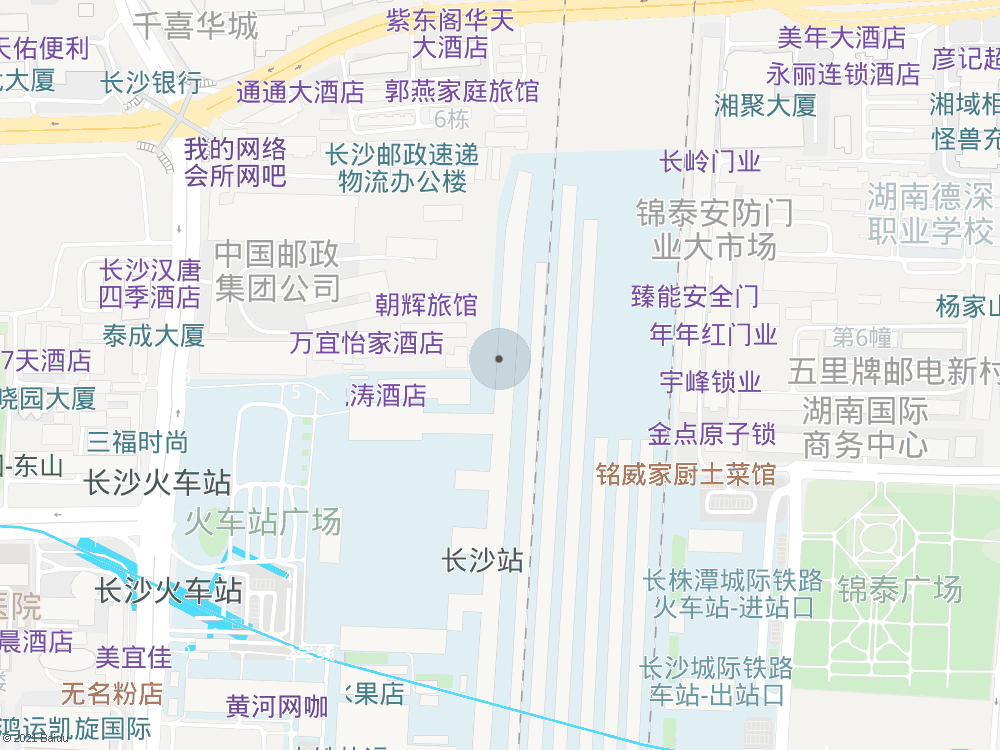 千喜华城
紫东阁华天
大酒店
美年大酒店
天佑便利
彦记超
大厦
长沙银行
永丽连锁酒店
通通大酒店
郭燕家庭旅馆
湘聚大厦
湘域相
6栋
怪兽充
我的网络
会所网吧
长沙邮政速递
物流办公楼
长岭门业
湖南德深
职业学校
锦泰安防门
业大市场
中国邮政
集团公司
长沙汉唐
四季酒店
朝辉旅馆
臻能安全门
杨家山
泰成大厦
万宜怡家酒店
年年红门业
第6幢
7天酒店
五里牌邮电新村
宇峰锁业
晓园大厦
5
涛酒店
湖南国际
商务中心
三福时尚
金点原子锁
-东山
长沙火车站
铭威家厨土菜馆
火车站广场
长沙站
长沙火车站
长株潭城际铁路
火车站-进站口
锦泰广场
医院
晨酒店
2号线
美宜佳
长沙城际铁路
车站-出站口
无名粉店
水果店
黄河网咖
鸿运凯旋国际
© 2021 Baidu